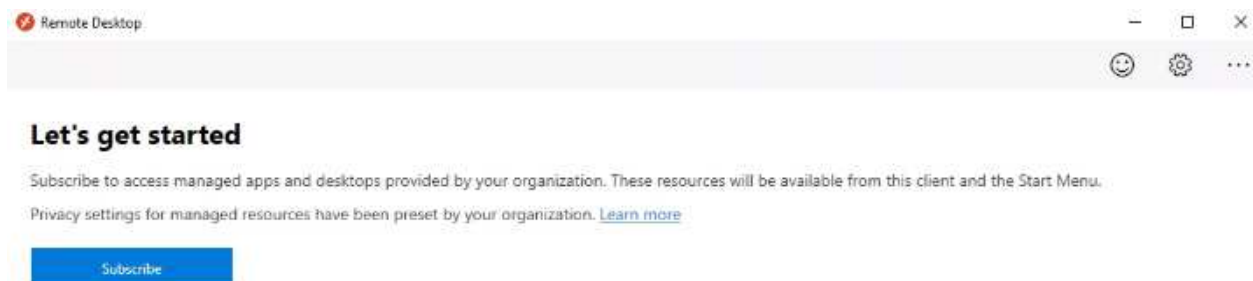 Remote Desktop
Let's get started
Subscribe to access managed apps and desktops provided by your organization. These resources will be available from this client and the Start Menu.
Privacy settings for managed resources have been preset by your organization. Learn more
Subscribe